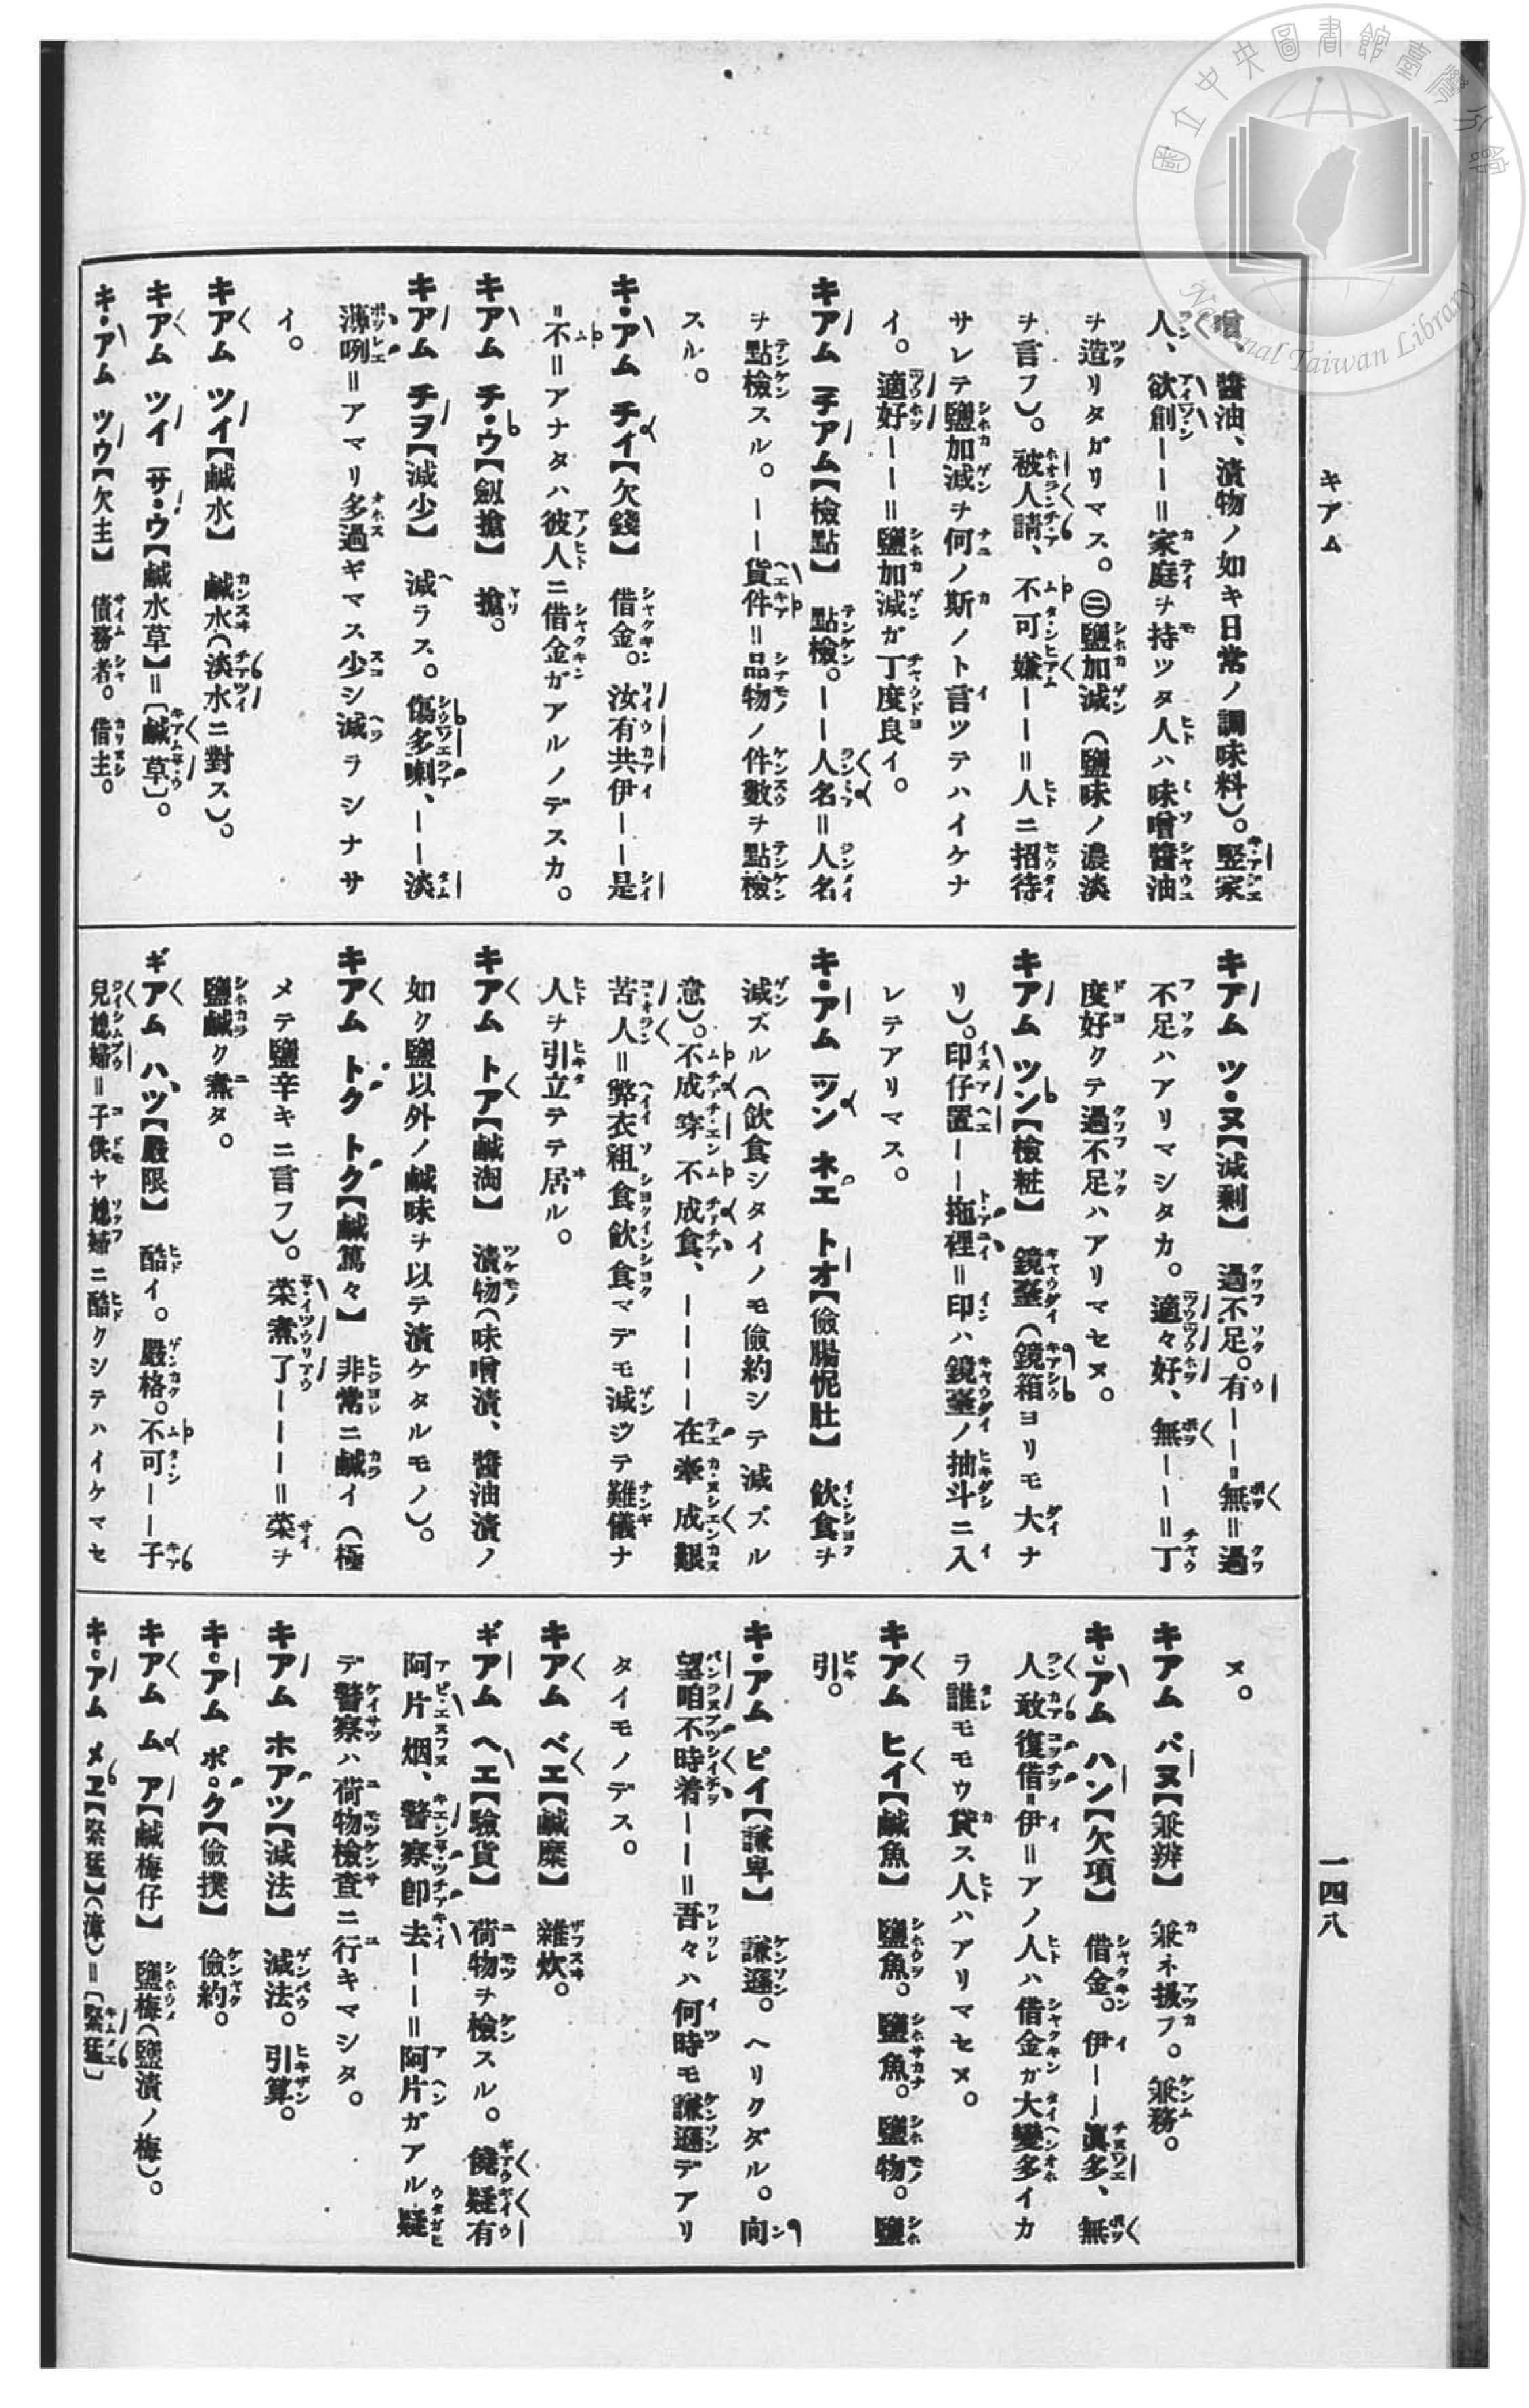 キアム
一四八
噌、醬油、漬物ノ如キ日常ノ調味料)。竪家
人、欲創――＝家庭ヲ持ツタ人ハ味噌醬油
ヲ造リタガリマス。㊁鹽加減(鹽味ノ濃淡
ヲ言フ)。被人請、不可嫌――＝人ニ招待
サレテ鹽加減ヲ何ノ斯ノト言ツテハイケナ
イ。適好――＝鹽加減ガ丁度良イ。
キアム チアム【檢點】 點檢。――人名＝人名
ヲ點檢スル。――貨件＝品物ノ件數ヲ點檢
スル。
キ・アム チイ【欠錢】 借金。汝有共伊――是
＝不＝アナタハ彼人ニ借金ガアルノデスカ。
キアム チ・ウ【劍搶】 搶。
キアム チヲ【減少】 減ラス。傷多喇、――淡
薄咧＝アマリ多過ギマス少シ減ラシナサ
イ。
キアム ツイ【鹹水】 鹹水(淡水ニ對ス)。
キアム ツイ サ・ウ【鹹水草】＝〔鹹草〕。
キ・アム ツウ【欠主】 債務者。借主。
キアム ツ・ヌ【減剩】 過不足。有――＝無＝過
不足ハアリマシタカ。適々好、無――＝丁
度好クテ過不足ハアリマセヌ。
キアム ツン【檢粧】 鏡臺(鏡箱ヨリモ大ナ
リ)。印仔置――拖裡＝印ハ鏡臺ノ抽斗ニ入
レテアリマス。
キ・アム ツン ネエ トオ【儉腸怩肚】 飲食ヲ
減ズル(飲食シタイノモ儉約シテ減ズル
意)。不成穿不成食、――――在牽成艱
苦人＝弊衣粗食飲食マデモ減ジテ難儀ナ
人ヲ引立テテ居ル。
キアム トア【鹹淘】 漬物(味噌漬、醬油漬ノ
如ク鹽以外ノ鹹味ヲ以テ漬ケタルモノ)。
キアム トク トク【鹹篤々】 非常ニ鹹イ(極
メテ鹽辛キニ言フ)。菜煮了―――＝菜ヲ
鹽鹹ク煮タ。
ギアム ハツ【嚴限】 酷イ。嚴格。不可――子
兒媳婦＝子供ヤ媳婦ニ酷クシテハイケマセ
ヌ。
キアム パヌ【兼辨】 兼ネ扱フ。兼務。
キ・アム ハン【欠項】 借金。伊――眞多、無
人敢復借＝伊＝アノ人ハ借金ガ大變多イカ
ラ誰モモウ貸ス人ハアリマセヌ。
キアム ヒイ【鹹魚】 鹽魚。鹽魚。鹽物。鹽
引。
キ・アム ピイ【謙卑】 謙遜。ヘリクダル。向
望咱不時着――＝吾々ハ何時モ謙遜デアリ
タイモノデス。
キアム ベエ【鹹糜】 雜炊。
ギアム ヘエ【驗貨】 荷物ヲ檢スル。僥疑有
阿片烟、警察卽去――＝阿片ガアル疑
デ警察ハ荷物檢査ニ行キマシタ。
キアム ホアツ【減法】 減法。引算。
キ・アム ポ・ク【儉撲】 儉約。
キアム ム ア【鹹梅仔】 鹽梅(鹽漬ノ梅)。
キ・アム メエ【緊猛】(漳)＝〔緊猛〕